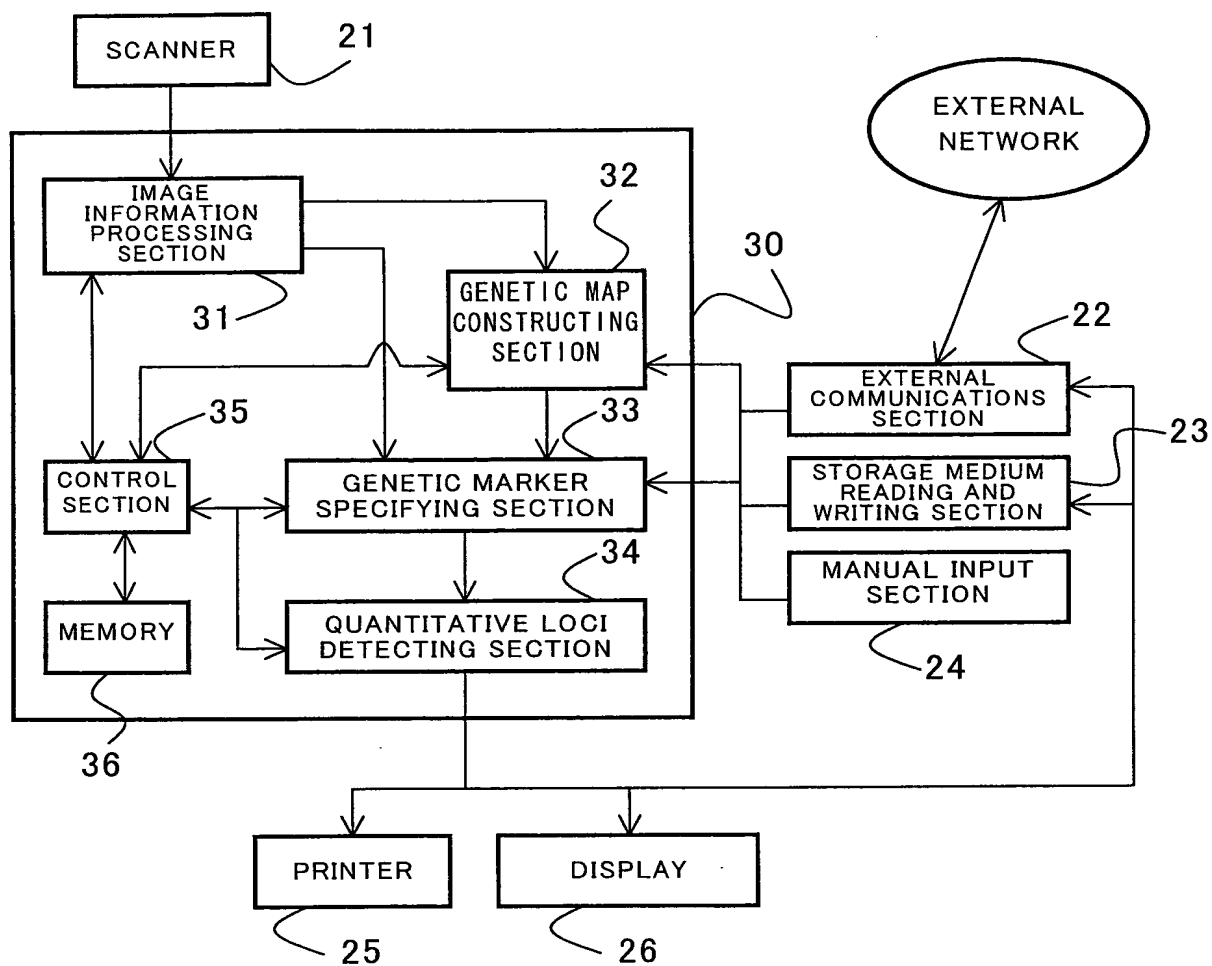 SCANNER
21
EXTERNAL
NETWORK
IMAGE
INFORMATION
PROCESSING
SECTION
31
32
GENETIC MAP
CONSTRUCTING
SECTION
30
22
EXTERNAL
COMMUNICATIONS
SECTION
35
CONTROL
SECTION
33
GENETIC MARKER
SPECIFYING SECTION
23
STORAGE MEDIUM
READING AND
WRITING SECTION
34
QUANTITATIVE LOCI
DETECTING SECTION
MANUAL INPUT
SECTION
24
MEMORY
36
PRINTER
25
DISPLAY
26